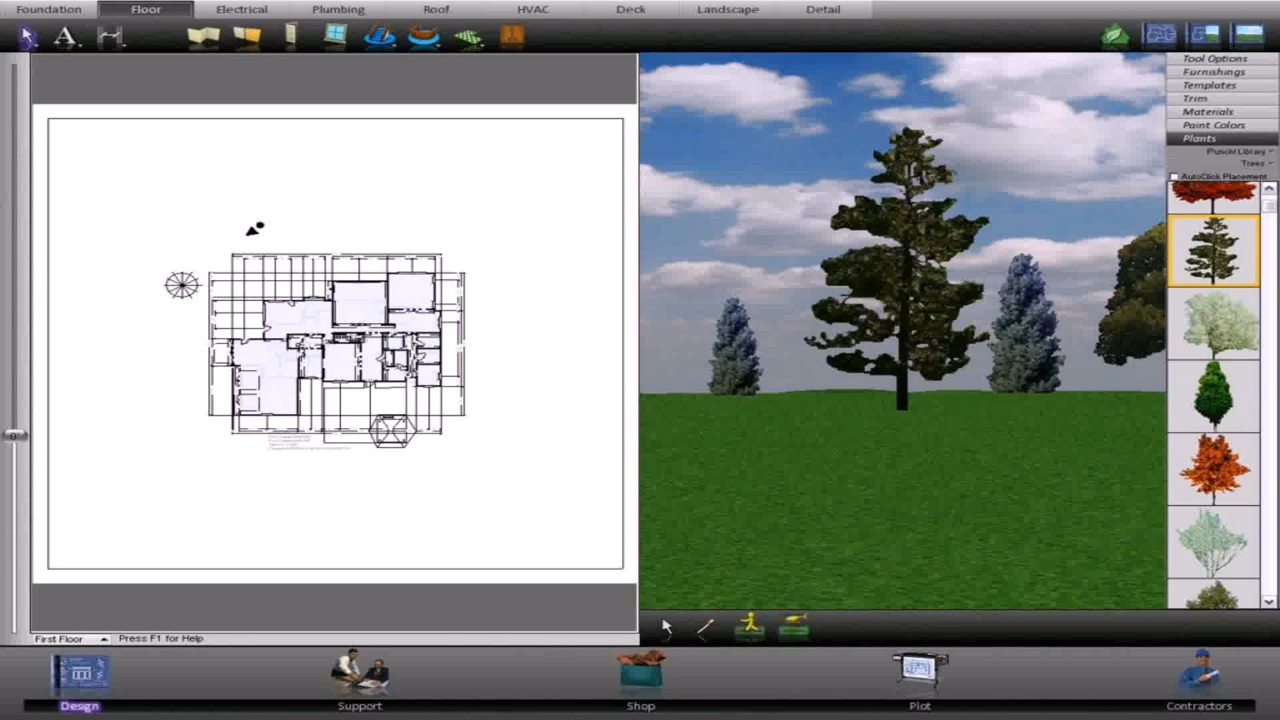 Foundation
Floor
Electrical
Plumbing
Roof
HVAC
Deck
Landscape
Detail
A
Tool Options
Furnishings
Templates
Trim
Materials
Paint Colors
Plants
Punch! Library
Trees
AutoClick Placement
First Floor
Press F1 for Help
Design
Support
Shop
Plot
Contractors